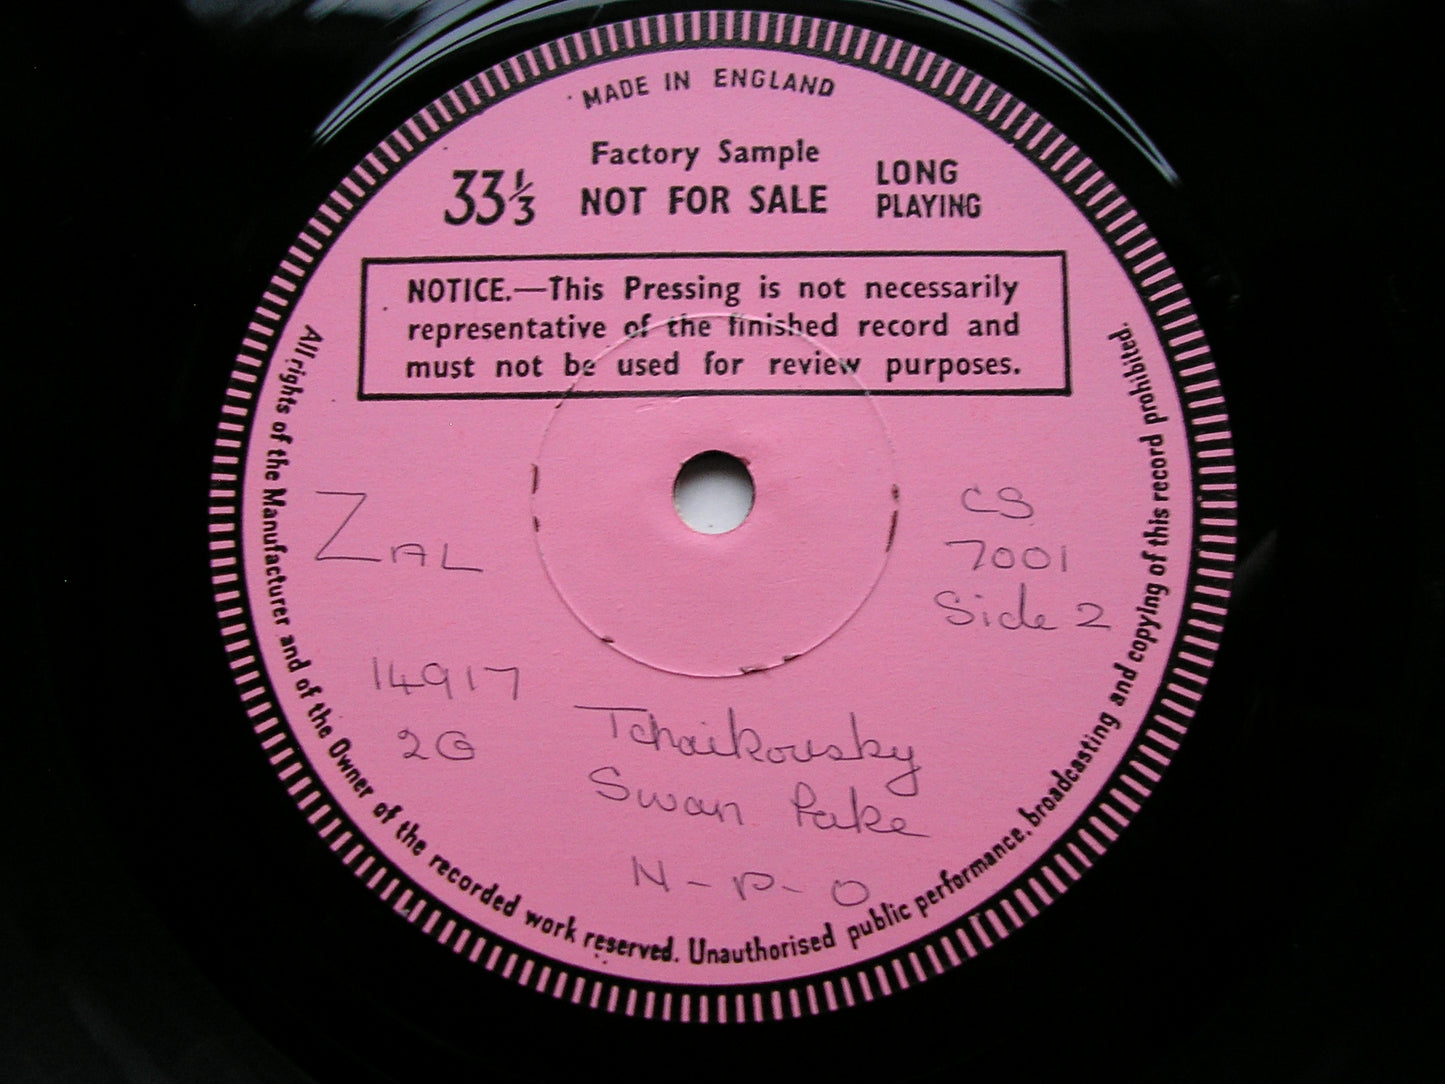 MADE IN ENGLAND
Factory Sample
33⅓ NOT FOR SALE LONG PLAYING
NOTICE.—This Pressing is not necessarily
representative of the finished record and
must not be used for review purposes.
ZAL
14917
2G
CS
7001
Side 2
Tchaikovsky
Swan Lake
N-P-O
All rights of the Manufacturer and of the Owner of the recorded work reserved. Unauthorised public performance, broadcasting and copying of this record prohibited.